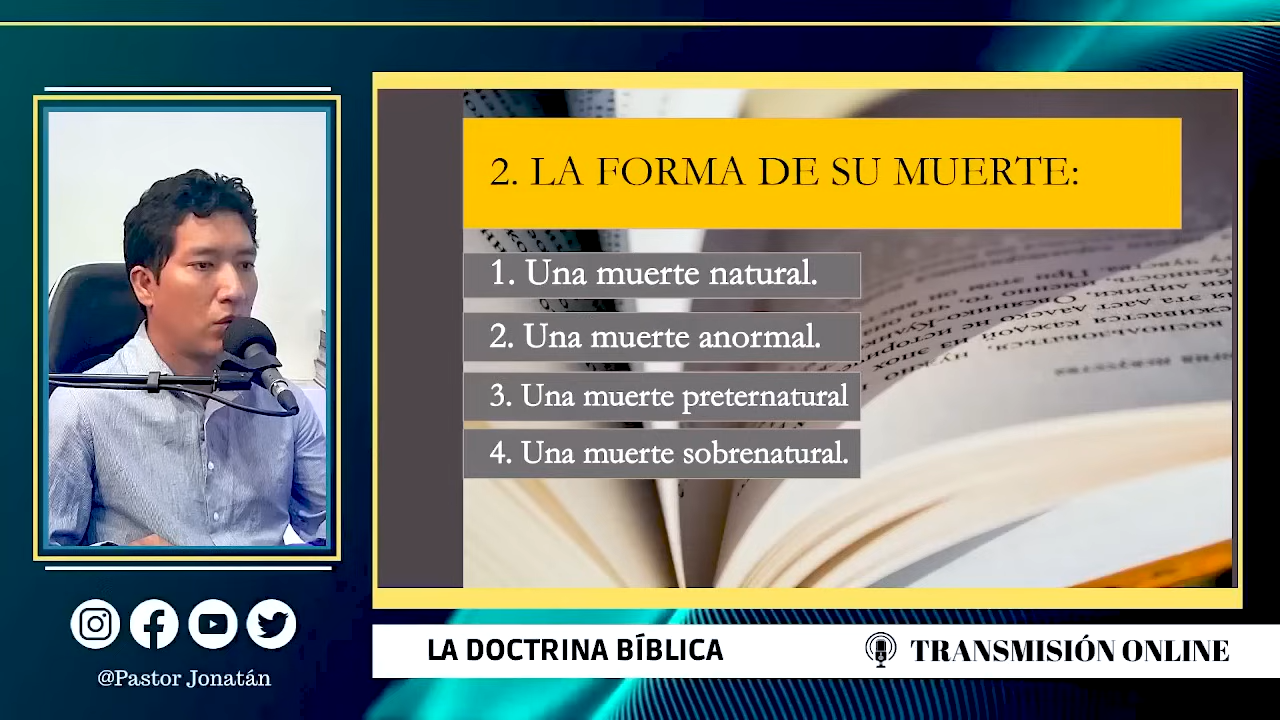 2. LA FORMA DE SU MUERTE:
1. Una muerte natural.
2. Una muerte anormal.
3. Una muerte preternatural
4. Una muerte sobrenatural.
@Pastor Jonatán
LA DOCTRINA BÍBLICA
TRANSMISIÓN ONLINE